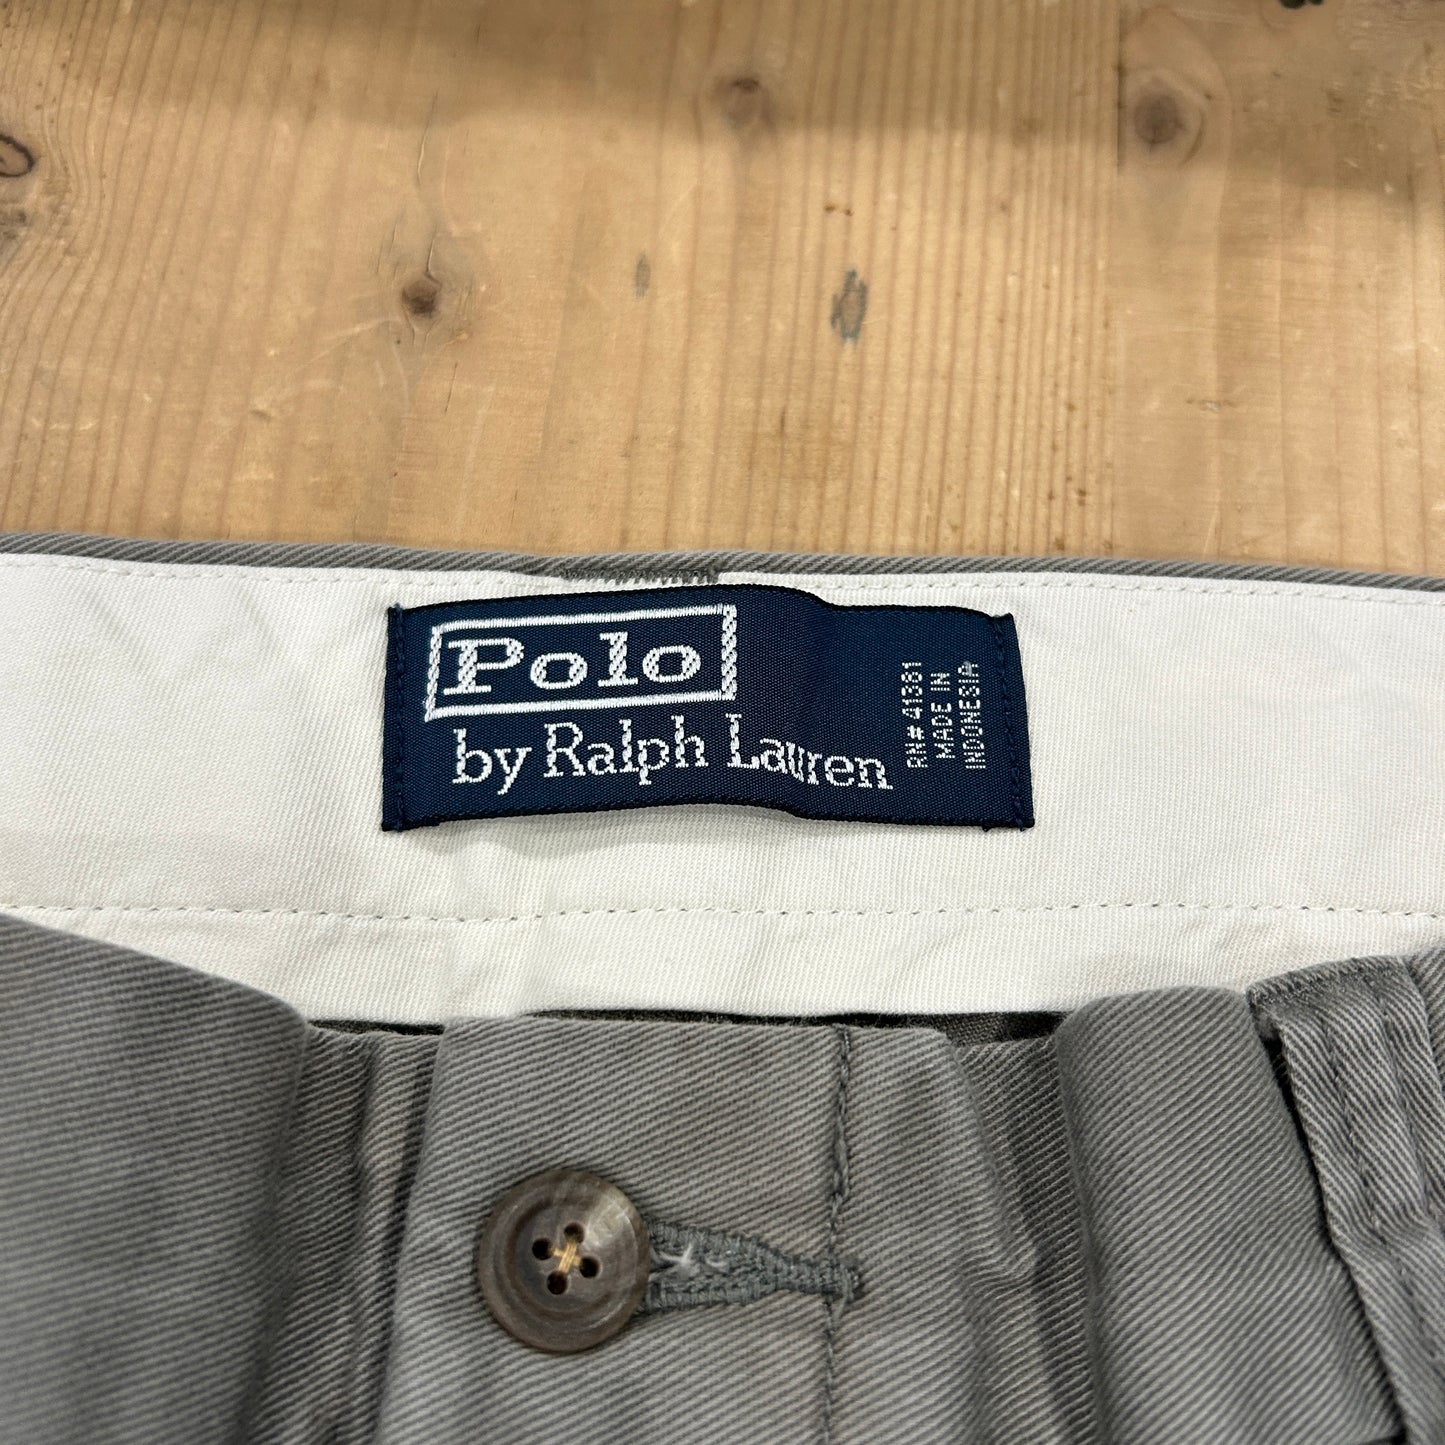 Polo
by Ralph Lauren
RN# 41381
MADE IN
INDONESIA